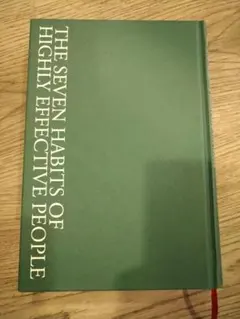 THE SEVEN HABITS OF
HIGHLY EFFECTIVE PEOPLE